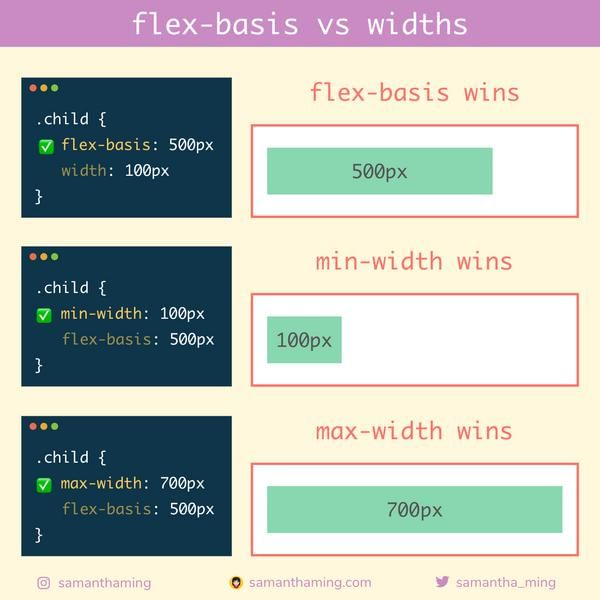 flex-basis vs widths
.child {
flex-basis: 500px
width: 100px
}
flex-basis wins
500px
.child {
min-width: 100px
flex-basis: 500px
}
min-width wins
100px
.child {
max-width: 700px
flex-basis: 500px
}
max-width wins
700px
samanthaming
samanthaming.com
samantha_ming